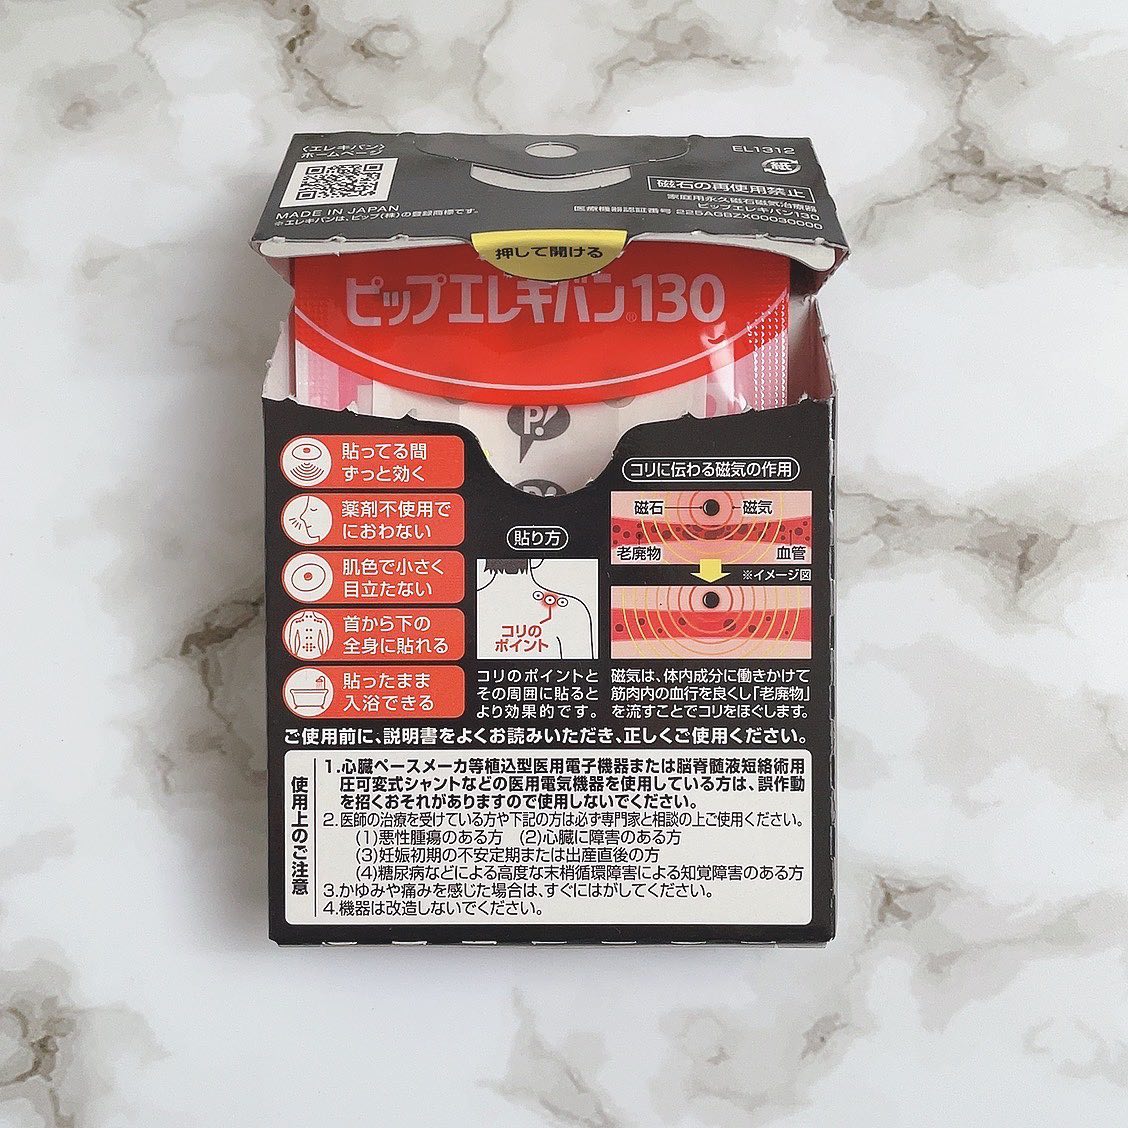 〈エレキバン〉
ホームページ
MADE IN JAPAN
※エレキバンは、ピップ(株)の登録商標です。
EL1312
紙
磁石の再使用禁止
家庭用永久磁石磁気治療器
ピップエレキバン130
医療機器認証番号 225AGBZX00030000
押して開ける
ピップエレキバン®130
P!
P!
貼ってる間
ずっと効く
薬剤不使用で
におわない
肌色で小さく
目立たない
首から下の
全身に貼れる
貼ったまま
入浴できる
貼り方
コリの
ポイント
コリのポイントと
その周囲に貼ると
より効果的です。
コリに伝わる磁気の作用
磁石
磁気
老廃物
血管
※イメージ図
磁気は、体内成分に働きかけて
筋肉内の血行を良くし「老廃物」
を流すことでコリをほぐします。
ご使用前に、説明書をよくお読みいただき、正しくご使用ください。
使用上のご注意
1.心臓ペースメーカ等植込型医用電子機器または脳脊髄液短絡術用
圧可変式シャントなどの医用電気機器を使用している方は、誤作動
を招くおそれがありますので使用しないでください。
2.医師の治療を受けている方や下記の方は必ず専門家と相談の上ご使用ください。
(1)悪性腫瘍のある方 (2)心臓に障害のある方
(3)妊娠初期の不安定期または出産直後の方
(4)糖尿病などによる高度な末梢循環障害による知覚障害のある方
3.かゆみや痛みを感じた場合は、すぐにはがしてください。
4.機器は改造しないでください。